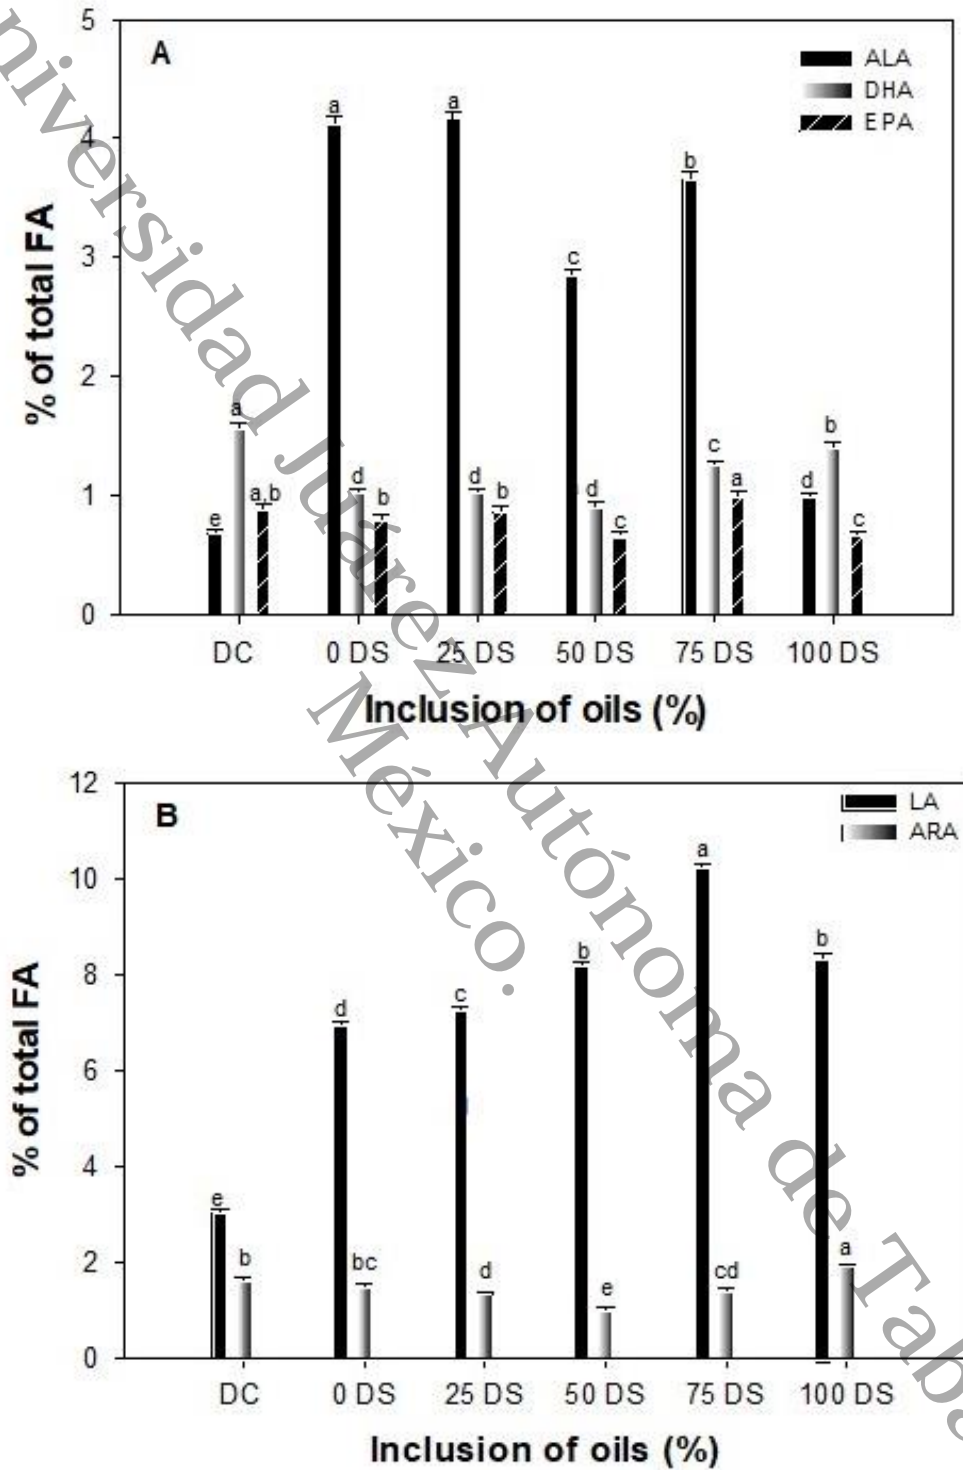 5
A
ALA
DHA
EPA
a
a
4
b
% of total FA
3
c
2
a
b
c
1
a,b
d
b
d
b
a
e
d
c
d
c
0
DC 0 DS 25 DS 50 DS 75 DS 100 DS
Inclusion of oils (%)
12
B
LA
ARA
a
10
b
b
8
c
d
% of total FA
6
4
e
2
b
bc
d
e
cd
a
0
DC 0 DS 25 DS 50 DS 75 DS 100 DS
Inclusion of oils (%)
niversidad Juárez Autónoma de Taba
México.